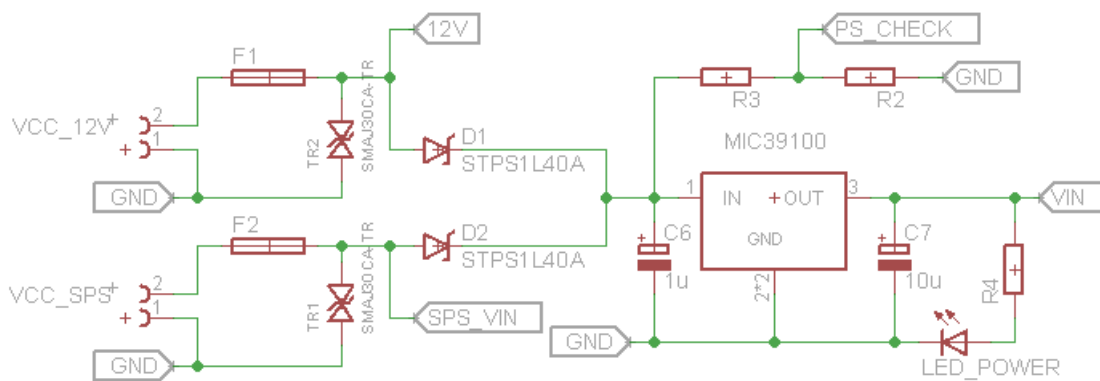 12V
PS_CHECK
F1
R3
R2
GND
VCC_12V
2
1
TR2
SMAJ30CA-TR
D1
STPS1L40A
MIC39100
GND
1
IN
OUT
3
VIN
GND
F2
D2
STPS1L40A
C6
1u
2*2
C7
10u
R4
VCC_SPS
2
1
TR1
SMAJ30CA-TR
SPS_VIN
GND
GND
LED_POWER